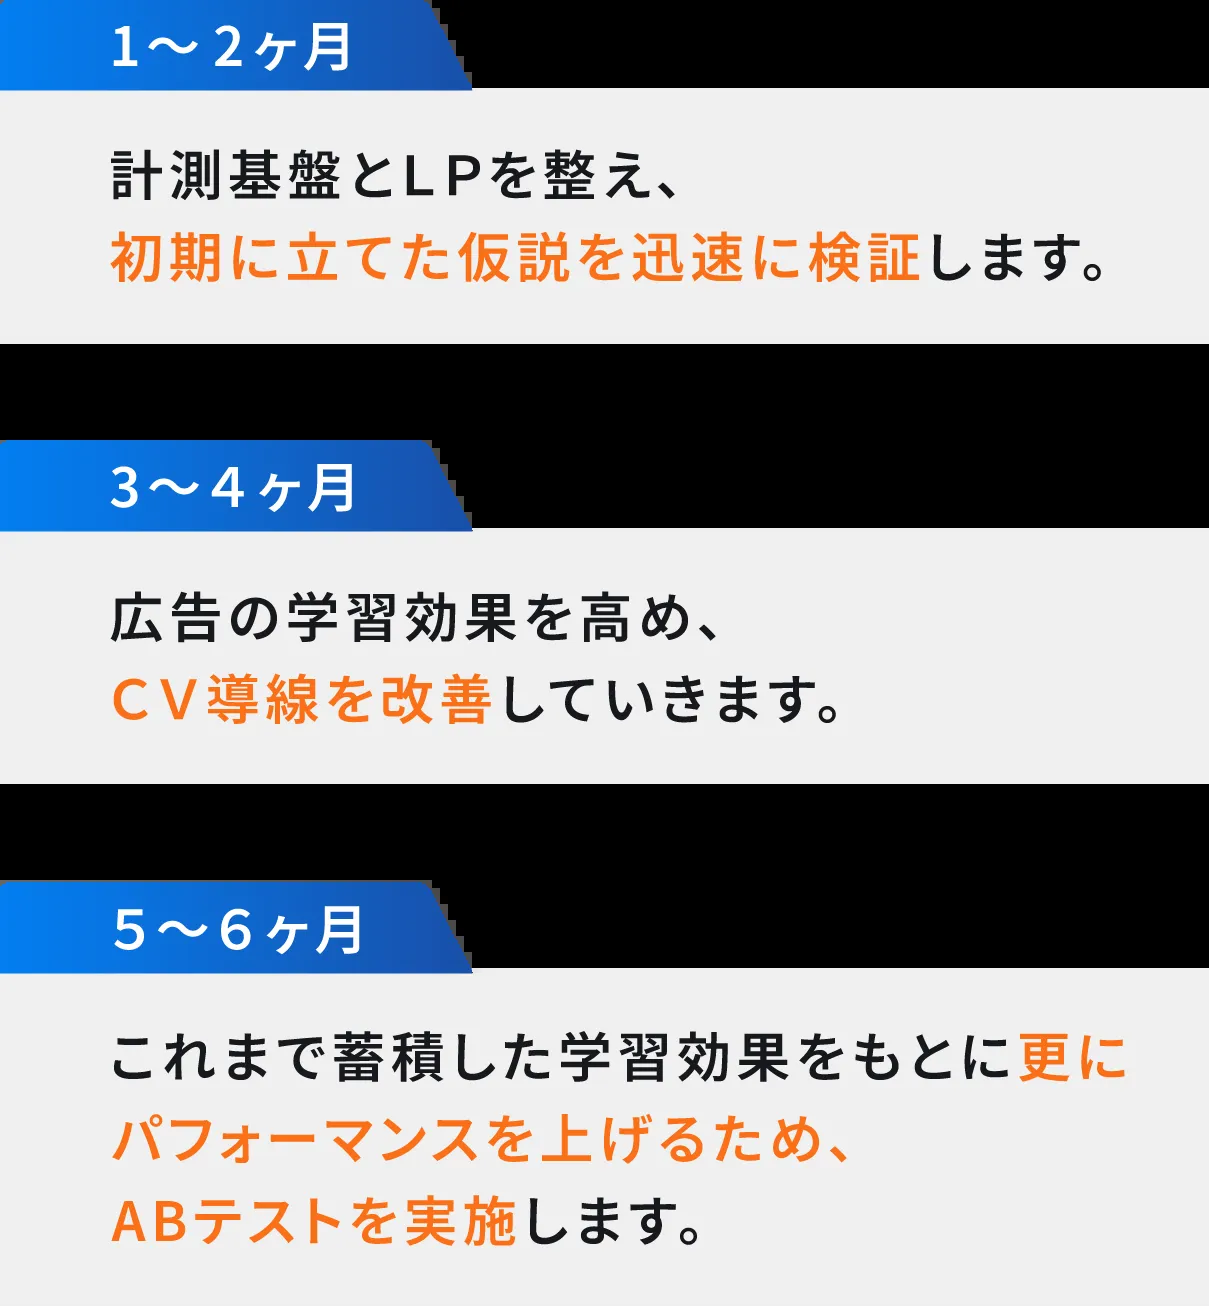 1〜2ヶ月
計測基盤とLPを整え、
初期に立てた仮説を迅速に検証します。
3〜4ヶ月
広告の学習効果を高め、
CV導線を改善していきます。
5〜6ヶ月
これまで蓄積した学習効果をもとに更に
パフォーマンスを上げるため、
ABテストを実施します。